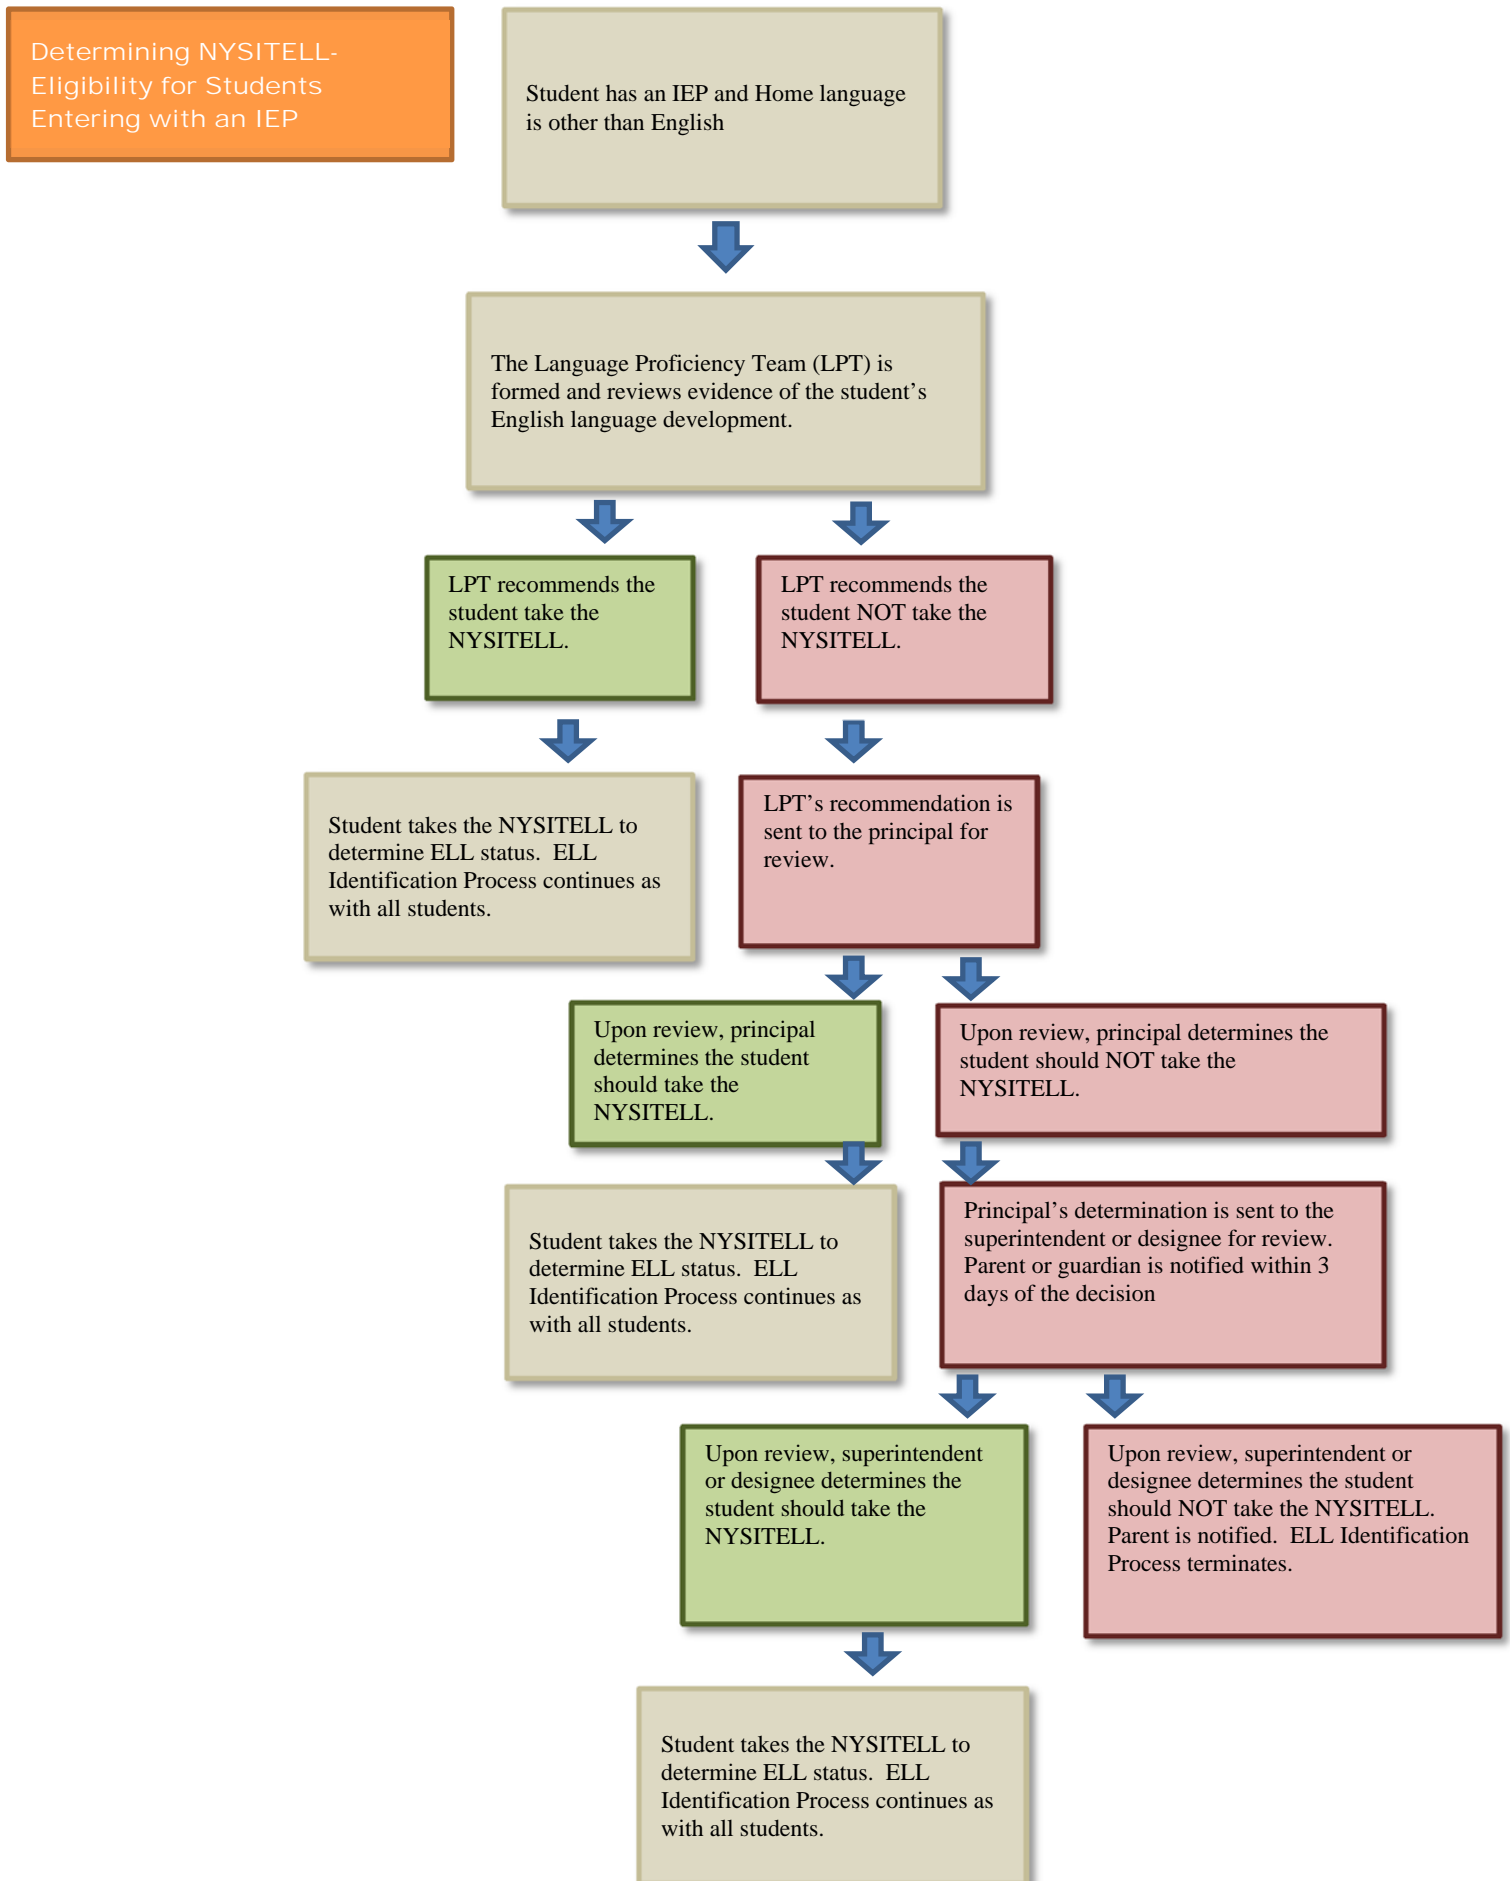 Determining NYSITELL-
Eligibility for Students
Entering with an IEP
Student has an IEP and Home language
is other than English
The Language Proficiency Team (LPT) is
formed and reviews evidence of the student’s
English language development.
LPT recommends the
student take the
NYSITELL.
LPT recommends the
student NOT take the
NYSITELL.
Student takes the NYSITELL to
determine ELL status.  ELL
Identification Process continues as
with all students.
LPT’s recommendation is
sent to the principal for
review.
Upon review, principal
determines the student
should take the
NYSITELL.
Upon review, principal determines the
student should NOT take the
NYSITELL.
Student takes the NYSITELL to
determine ELL status.  ELL
Identification Process continues as
with all students.
Principal’s determination is sent to the
superintendent or designee for review.
Parent or guardian is notified within 3
days of the decision
Upon review, superintendent
or designee determines the
student should take the
NYSITELL.
Upon review, superintendent or
designee determines the student
should NOT take the NYSITELL.
Parent is notified.  ELL Identification
Process terminates.
Student takes the NYSITELL to
determine ELL status.  ELL
Identification Process continues as
with all students.